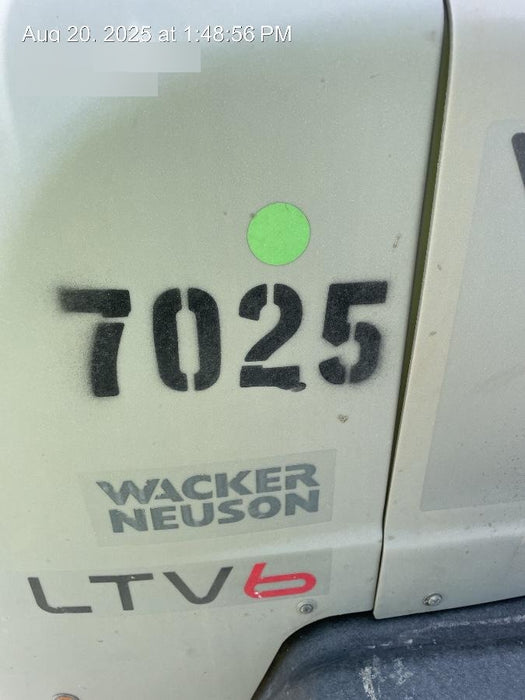 Aug 20, 2025 at 1:48:56 PM
7025
WACKER
NEUSON
LTV6